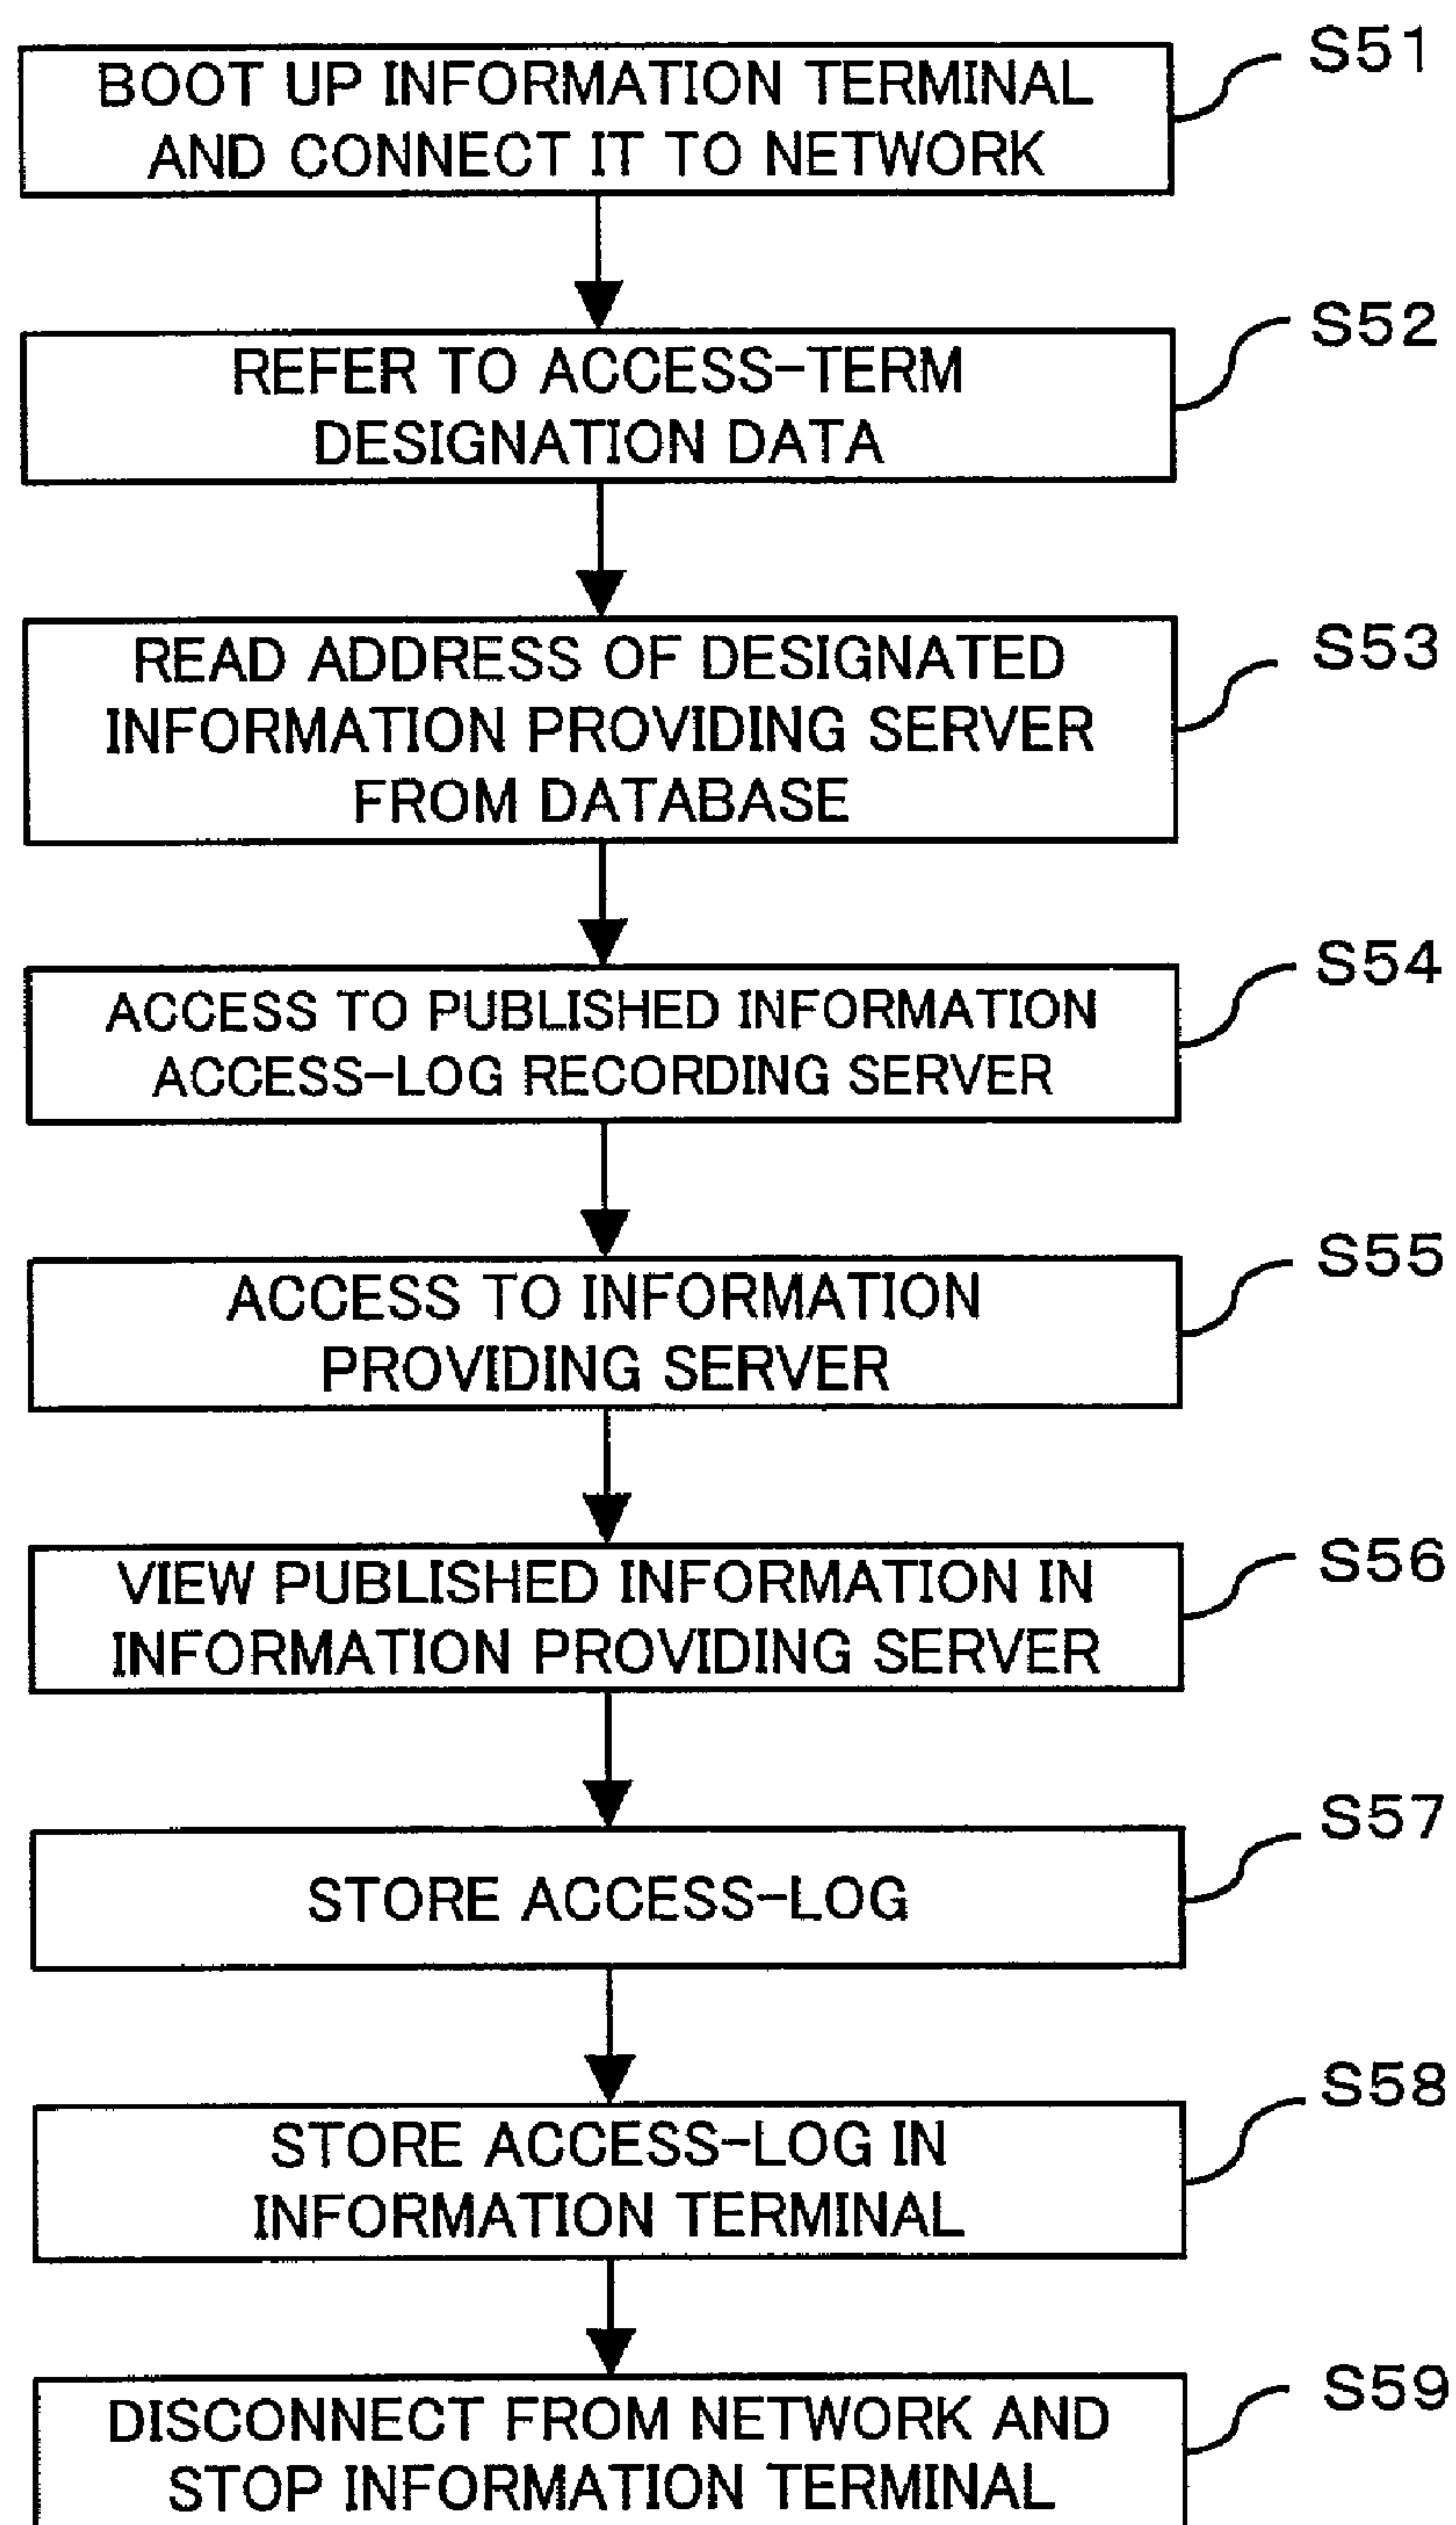 BOOT UP INFORMATION TERMINAL
AND CONNECT IT TO NETWORK
S51
REFER TO ACCESS-TERM
DESIGNATION DATA
S52
READ ADDRESS OF DESIGNATED
INFORMATION PROVIDING SERVER
FROM DATABASE
S53
ACCESS TO PUBLISHED INFORMATION
ACCESS-LOG RECORDING SERVER
S54
ACCESS TO INFORMATION
PROVIDING SERVER
S55
VIEW PUBLISHED INFORMATION IN
INFORMATION PROVIDING SERVER
S56
STORE ACCESS-LOG
S57
STORE ACCESS-LOG IN
INFORMATION TERMINAL
S58
DISCONNECT FROM NETWORK AND
STOP INFORMATION TERMINAL
S59